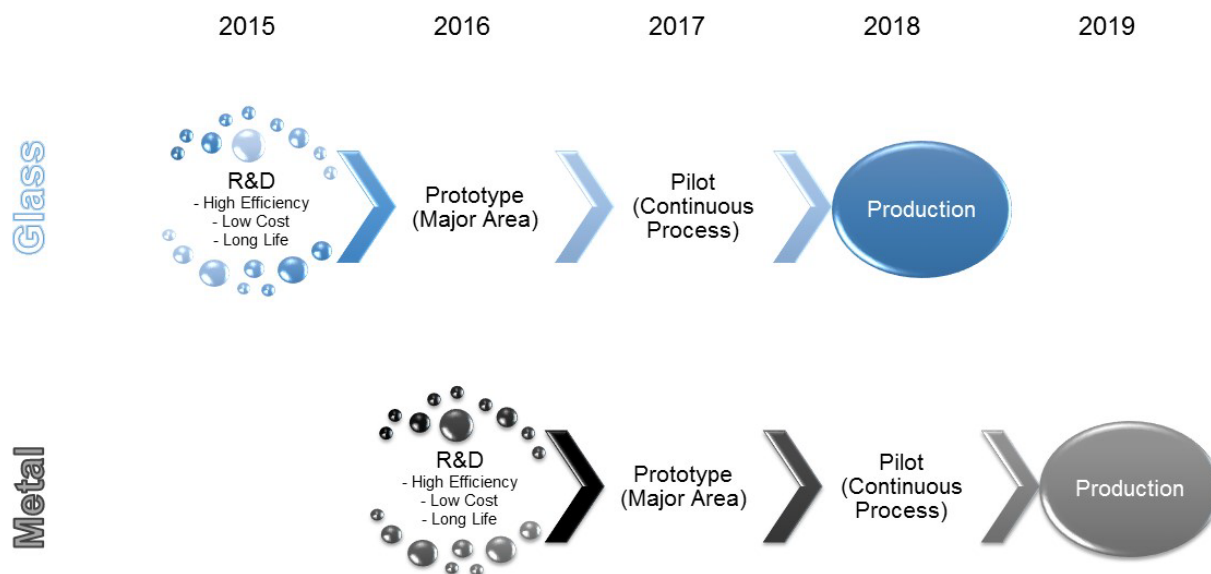 2015 2016 2017 2018 2019
Glass
R&D
- High Efficiency
- Low Cost
- Long Life
Prototype
(Major Area)
Pilot
(Continuous
Process)
Production
Metal
R&D
- High Efficiency
- Low Cost
- Long Life
Prototype
(Major Area)
Pilot
(Continuous
Process)
Production